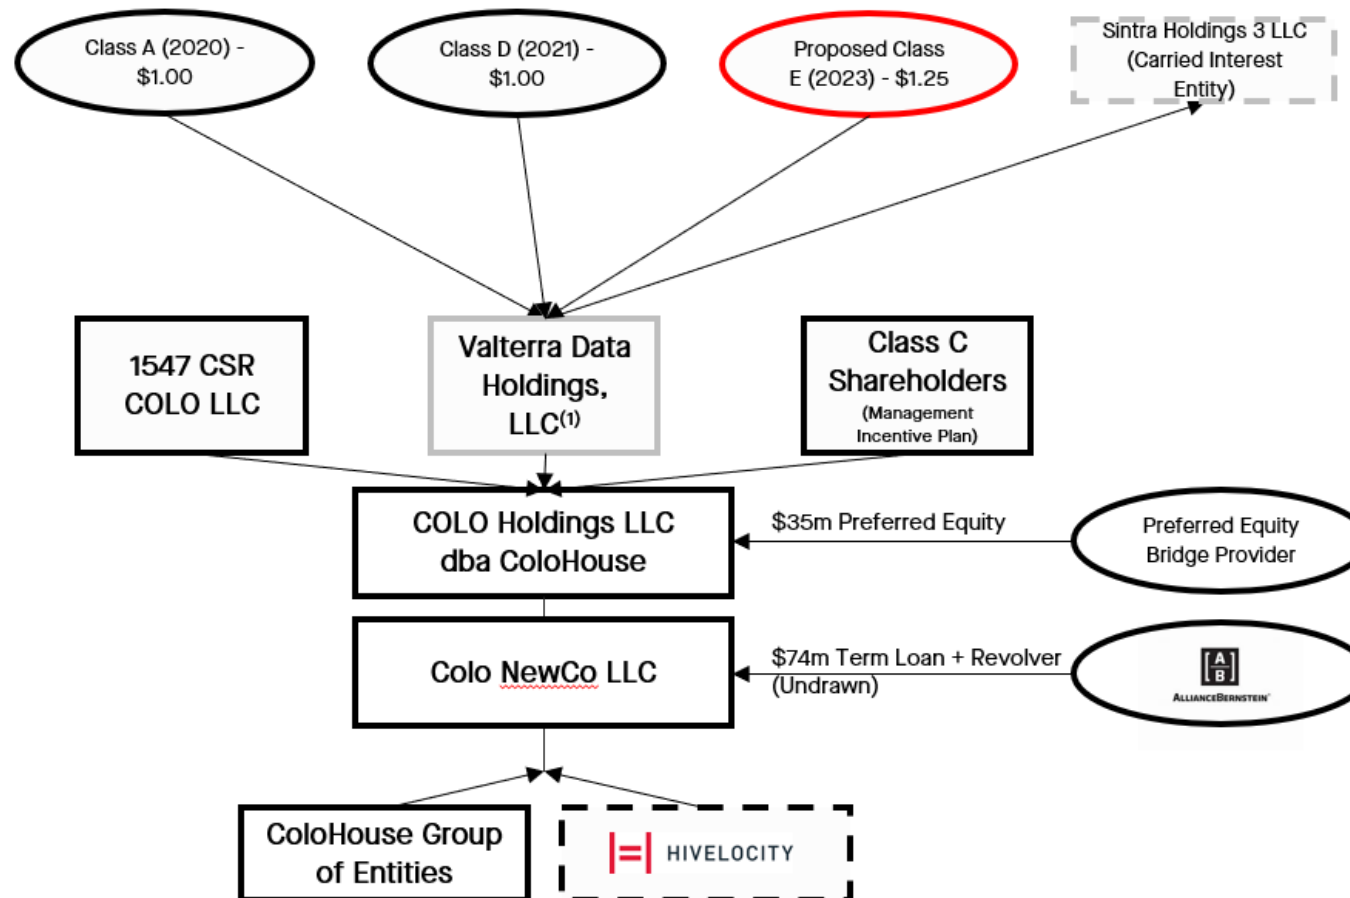 Class A (2020) -
$1.00
Class D (2021) -
$1.00
Proposed Class
E (2023) - $1.25
Sintra Holdings 3 LLC
(Carried Interest
Entity)
1547 CSR
COLO LLC
Valterra Data
Holdings,
LLC(1)
Class C
Shareholders
(Management
Incentive Plan)
COLO Holdings LLC
dba ColoHouse
$35m Preferred Equity
Preferred Equity
Bridge Provider
Colo NewCo LLC
$74m Term Loan + Revolver
(Undrawn)
[A
B]
ALLIANCEBERNSTEIN
ColoHouse Group
of Entities
HIVELOCITY